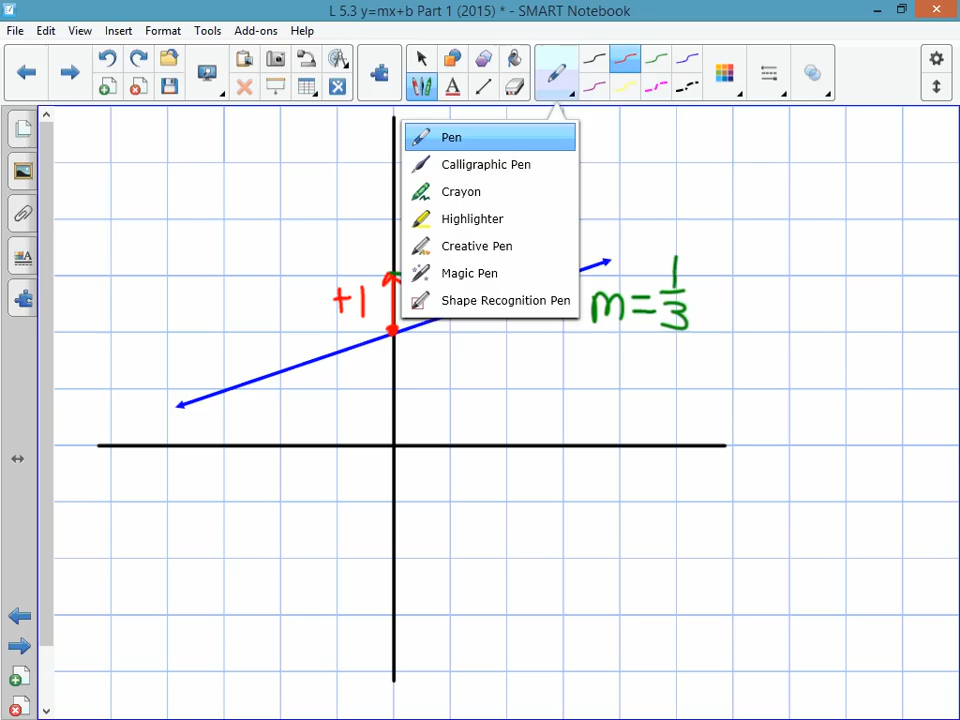 L 5.3 y=mx+b Part 1 (2015) * - SMART Notebook
File Edit View Insert Format Tools Add-ons Help
Pen
Calligraphic Pen
Crayon
Highlighter
Creative Pen
Magic Pen
Shape Recognition Pen
+1
m=1/3